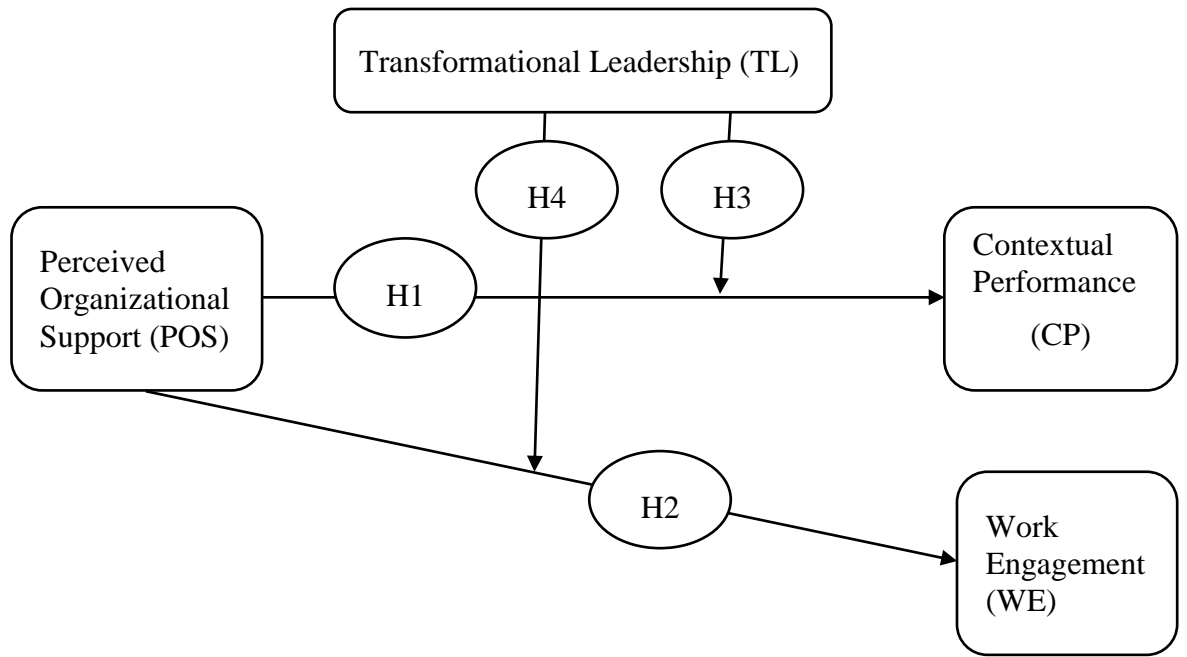 Transformational Leadership (TL)
H4
H3
Perceived
Organizational
Support (POS)
H1
Contextual
Performance
(CP)
H2
Work
Engagement
(WE)